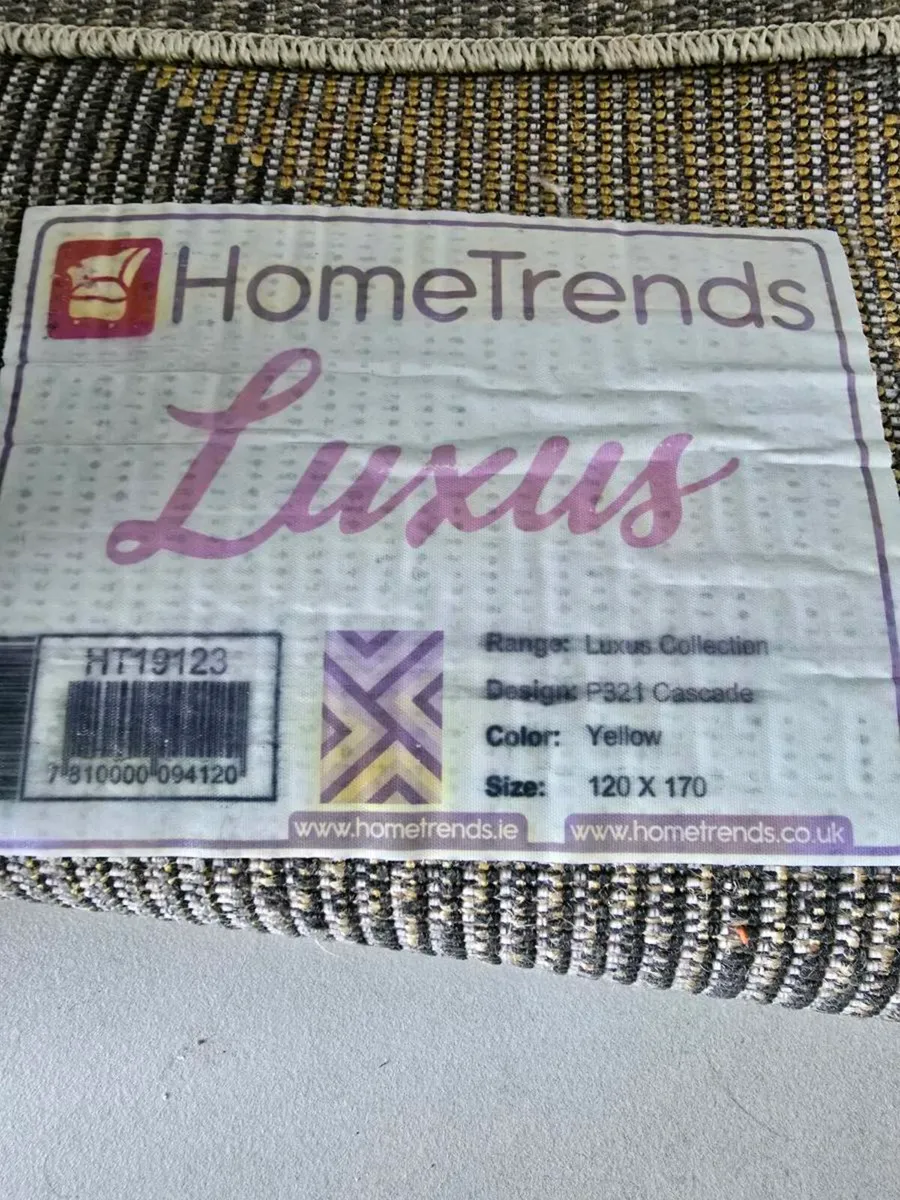 HomeTrends
Luxus
HT19123
7 810000 094120
Range: Luxus Collection
Design: P321 Cascade
Color: Yellow
Size: 120 X 170
www.hometrends.ie
www.hometrends.co.uk